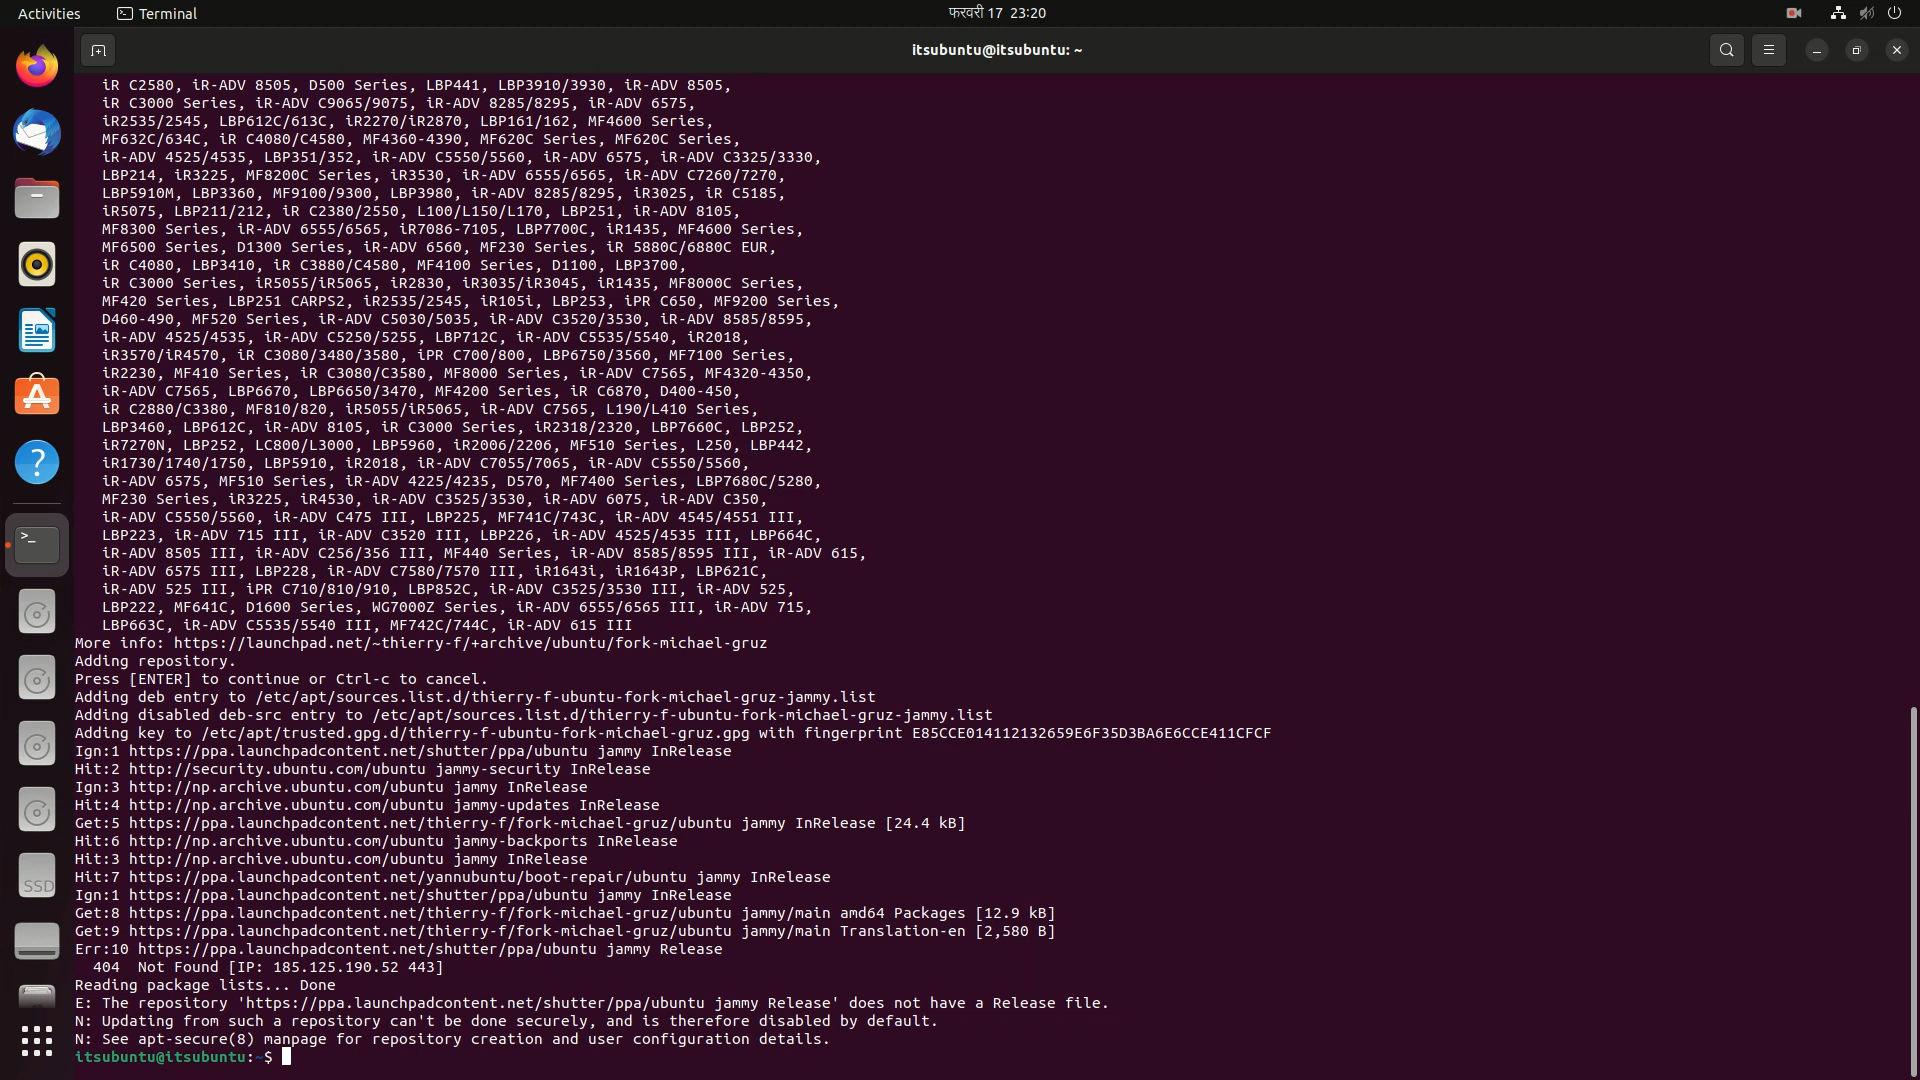 Activities
Terminal
फरवरी 17 23:20
itsubuntu@itsubuntu: ~
iR C2580, iR-ADV 8505, D500 Series, LBP441, LBP3910/3930, iR-ADV 8505,
iR C3000 Series, iR-ADV C9065/9075, iR-ADV 8285/8295, iR-ADV 6575,
iR2535/2545, LBP612C/613C, iR2270/iR2870, LBP161/162, MF4600 Series,
MF632C/634C, iR C4080/C4580, MF4360-4390, MF620C Series, MF620C Series,
iR-ADV 4525/4535, LBP351/352, iR-ADV C5550/5560, iR-ADV 6575, iR-ADV C3325/3330,
LBP214, iR3225, MF8200C Series, iR3530, iR-ADV 6555/6565, iR-ADV C7260/7270,
LBP5910M, LBP3360, MF9100/9300, LBP3980, iR-ADV 8285/8295, iR3025, iR C5185,
iR5075, LBP211/212, iR C2380/2550, L100/L150/L170, LBP251, iR-ADV 8105,
MF8300 Series, iR-ADV 6555/6565, iR7086-7105, LBP7700C, iR1435, MF4600 Series,
MF6500 Series, D1300 Series, iR-ADV 6560, MF230 Series, iR 5880C/6880C EUR,
iR C4080, LBP3410, iR C3880/C4580, MF4100 Series, D1100, LBP3700,
iR C3000 Series, iR5055/iR5065, iR2830, iR3035/iR3045, iR1435, MF8000C Series,
MF420 Series, LBP251 CARPS2, iR2535/2545, iR105i, LBP253, iPR C650, MF9200 Series,
D460-490, MF520 Series, iR-ADV C5030/5035, iR-ADV C3520/3530, iR-ADV 8585/8595,
iR-ADV 4525/4535, iR-ADV C5250/5255, LBP712C, iR-ADV C5535/5540, iR2018,
iR3570/iR4570, iR C3080/3480/3580, iPR C700/800, LBP6750/3560, MF7100 Series,
iR2230, MF410 Series, iR C3080/C3580, MF8000 Series, iR-ADV C7565, MF4320-4350,
iR-ADV C7565, LBP6670, LBP6650/3470, MF4200 Series, iR C6870, D400-450,
iR C2880/C3380, MF810/820, iR5055/iR5065, iR-ADV C7565, L190/L410 Series,
LBP3460, LBP612C, iR-ADV 8105, iR C3000 Series, iR2318/2320, LBP7660C, LBP252,
iR7270N, LBP252, LC800/L3000, LBP5960, iR2006/2206, MF510 Series, L250, LBP442,
iR1730/1740/1750, LBP5910, iR2018, iR-ADV C7055/7065, iR-ADV C5550/5560,
iR-ADV 6575, MF510 Series, iR-ADV 4225/4235, D570, MF7400 Series, LBP7680C/5280,
MF230 Series, iR3225, iR4530, iR-ADV C3525/3530, iR-ADV 6075, iR-ADV C350,
iR-ADV C5550/5560, iR-ADV C475 III, LBP225, MF741C/743C, iR-ADV 4545/4551 III,
LBP223, iR-ADV 715 III, iR-ADV C3520 III, LBP226, iR-ADV 4525/4535 III, LBP664C,
iR-ADV 8505 III, iR-ADV C256/356 III, MF440 Series, iR-ADV 8585/8595 III, iR-ADV 615,
iR-ADV 6575 III, LBP228, iR-ADV C7580/7570 III, iR1643i, iR1643P, LBP621C,
iR-ADV 525 III, iPR C710/810/910, LBP852C, iR-ADV C3525/3530 III, iR-ADV 525,
LBP222, MF641C, D1600 Series, WG7000Z Series, iR-ADV 6555/6565 III, iR-ADV 715,
LBP663C, iR-ADV C5535/5540 III, MF742C/744C, iR-ADV 615 III
More info: https://launchpad.net/~thierry-f/+archive/ubuntu/fork-michael-gruz
Adding repository.
Press [ENTER] to continue or Ctrl-c to cancel.
Adding deb entry to /etc/apt/sources.list.d/thierry-f-ubuntu-fork-michael-gruz-jammy.list
Adding disabled deb-src entry to /etc/apt/sources.list.d/thierry-f-ubuntu-fork-michael-gruz-jammy.list
Adding key to /etc/apt/trusted.gpg.d/thierry-f-ubuntu-fork-michael-gruz.gpg with fingerprint E85CCE014112132659E6F35D3BA6E6CCE411CFCF
Ign:1 https://ppa.launchpadcontent.net/shutter/ppa/ubuntu jammy InRelease
Hit:2 http://security.ubuntu.com/ubuntu jammy-security InRelease
Ign:3 http://np.archive.ubuntu.com/ubuntu jammy InRelease
Hit:4 http://np.archive.ubuntu.com/ubuntu jammy-updates InRelease
Get:5 https://ppa.launchpadcontent.net/thierry-f/fork-michael-gruz/ubuntu jammy InRelease [24.4 kB]
Hit:6 http://np.archive.ubuntu.com/ubuntu jammy-backports InRelease
Hit:3 http://np.archive.ubuntu.com/ubuntu jammy InRelease
Hit:7 https://ppa.launchpadcontent.net/yannubuntu/boot-repair/ubuntu jammy InRelease
Ign:1 https://ppa.launchpadcontent.net/shutter/ppa/ubuntu jammy InRelease
Get:8 https://ppa.launchpadcontent.net/thierry-f/fork-michael-gruz/ubuntu jammy/main amd64 Packages [12.9 kB]
Get:9 https://ppa.launchpadcontent.net/thierry-f/fork-michael-gruz/ubuntu jammy/main Translation-en [2,580 B]
Err:10 https://ppa.launchpadcontent.net/shutter/ppa/ubuntu jammy Release
404 Not Found [IP: 185.125.190.52 443]
Reading package lists... Done
E: The repository 'https://ppa.launchpadcontent.net/shutter/ppa/ubuntu jammy Release' does not have a Release file.
N: Updating from such a repository can't be done securely, and is therefore disabled by default.
N: See apt-secure(8) manpage for repository creation and user configuration details.
itsubuntu@itsubuntu:~$
SSD